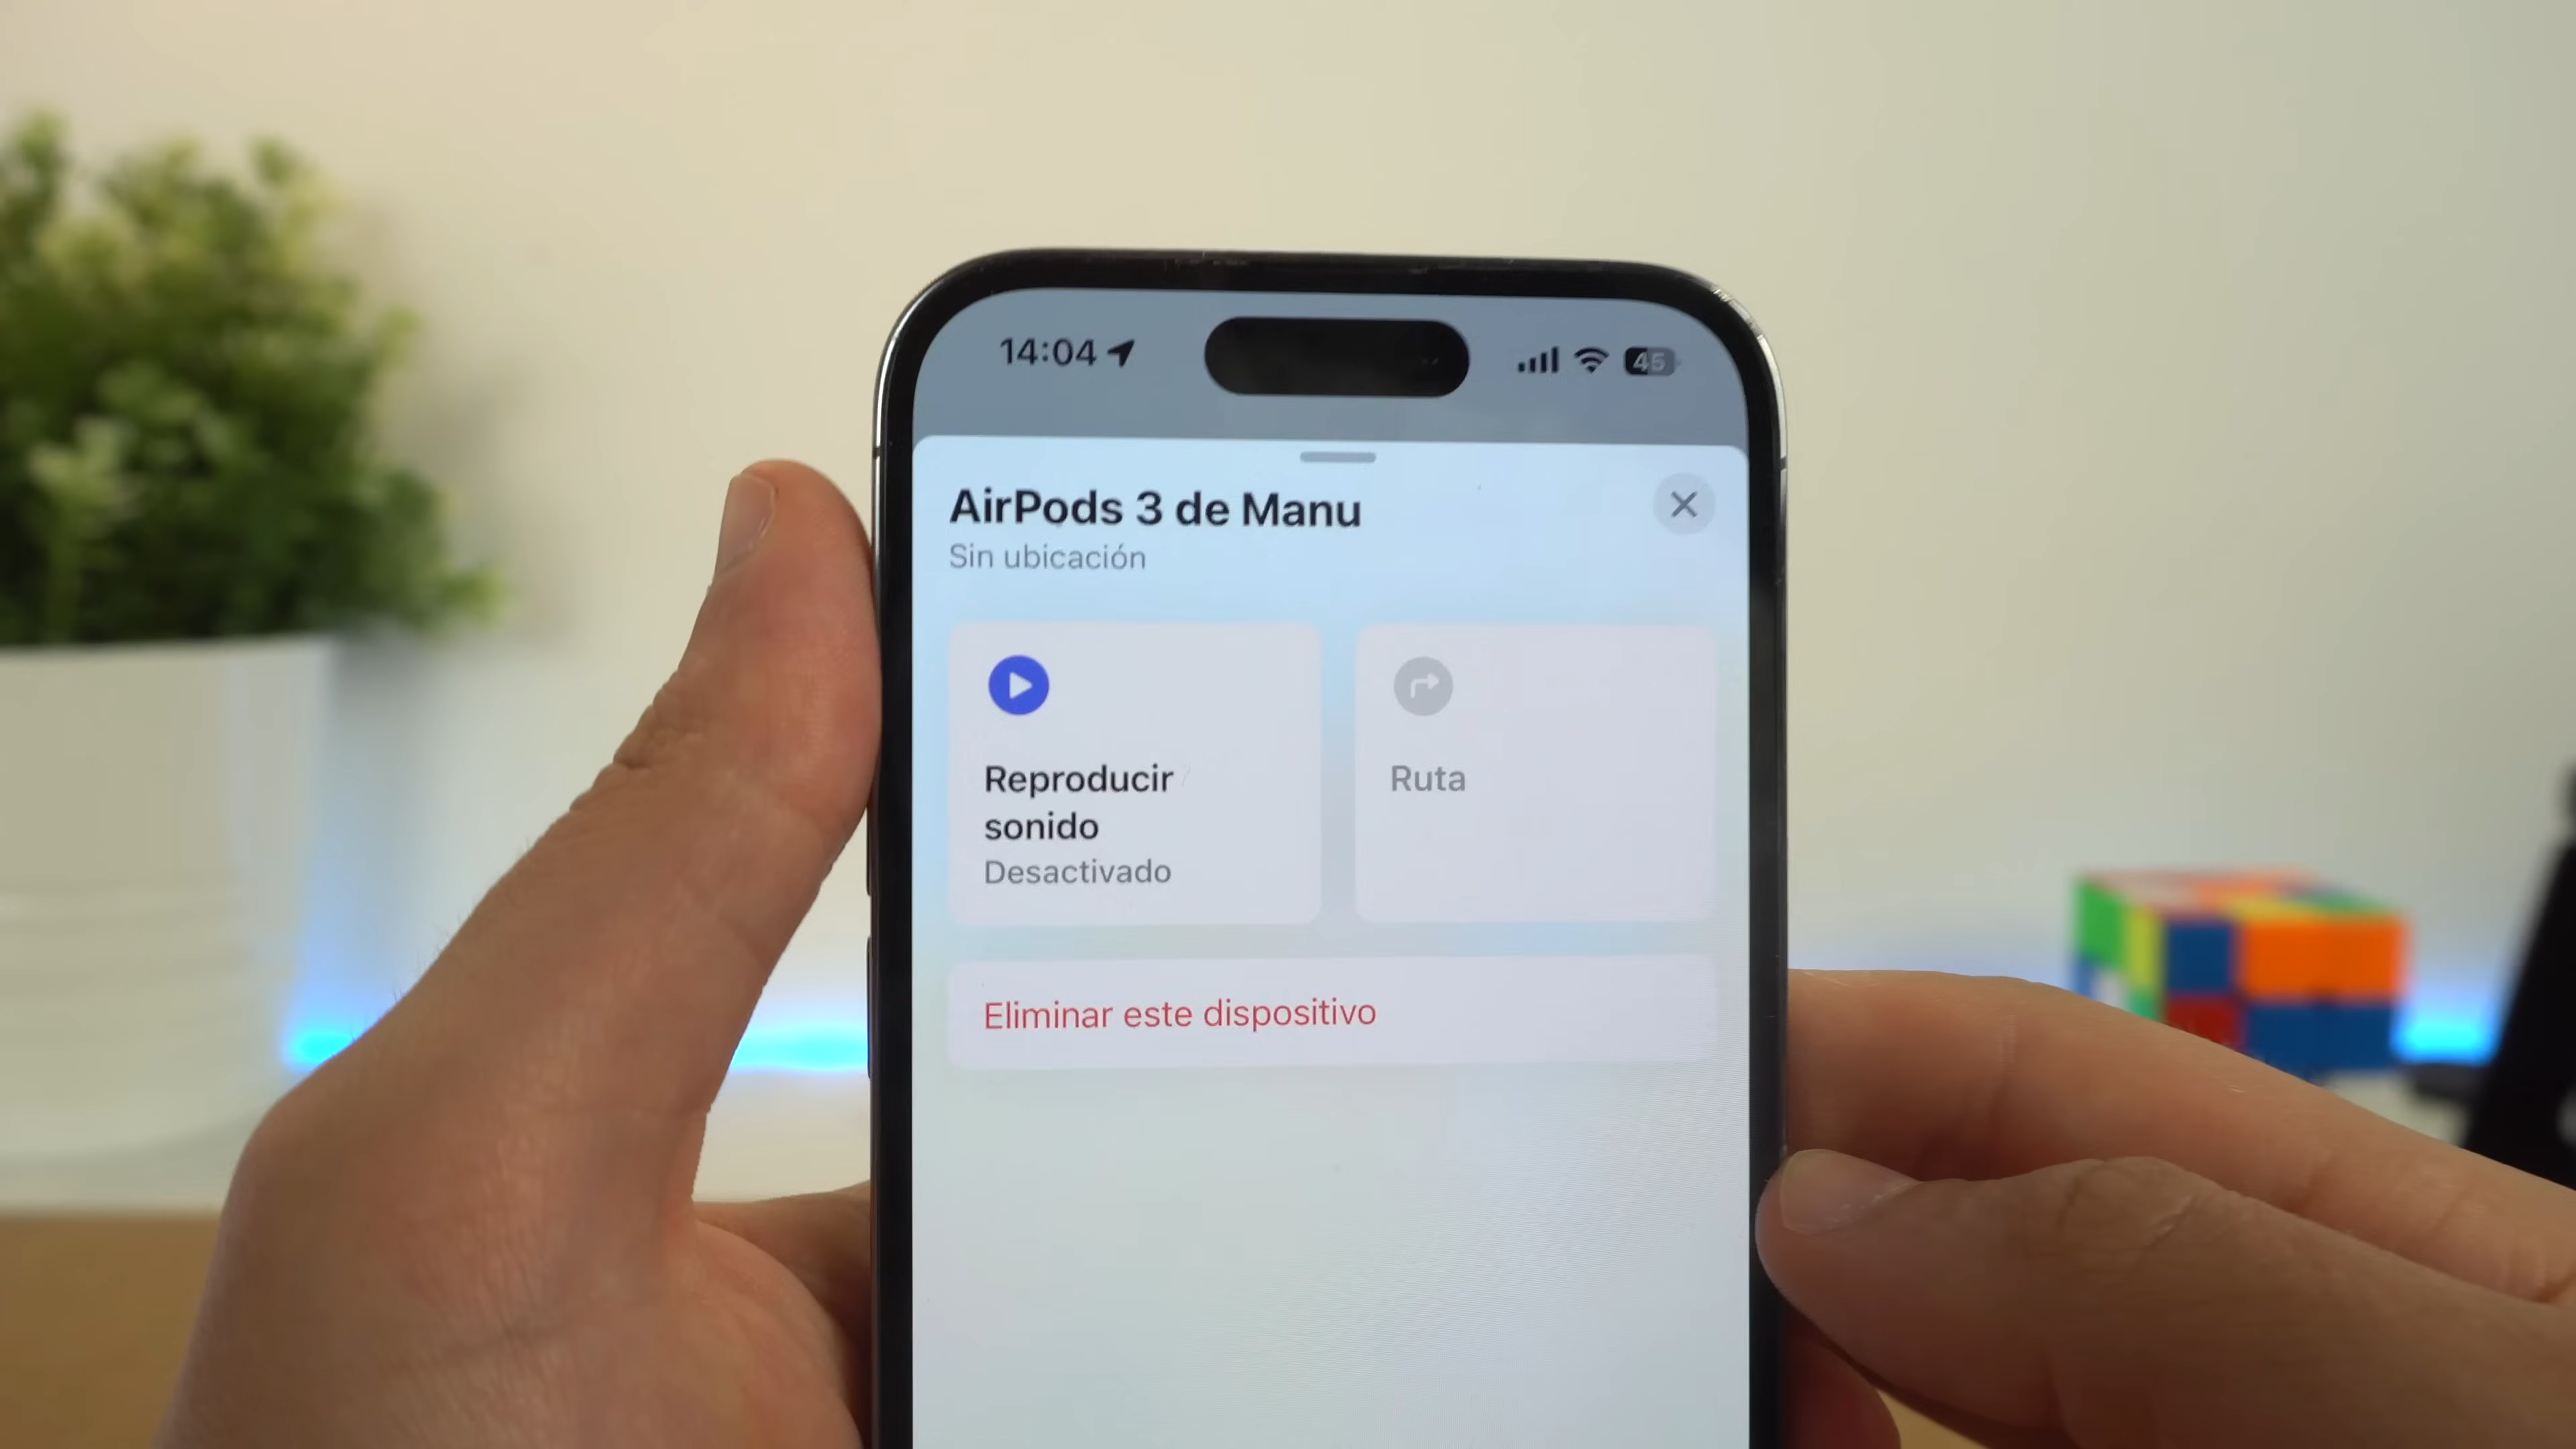 14:04
45
AirPods 3 de Manu
Sin ubicación
Reproducir
sonido
Desactivado
Ruta
Eliminar este dispositivo